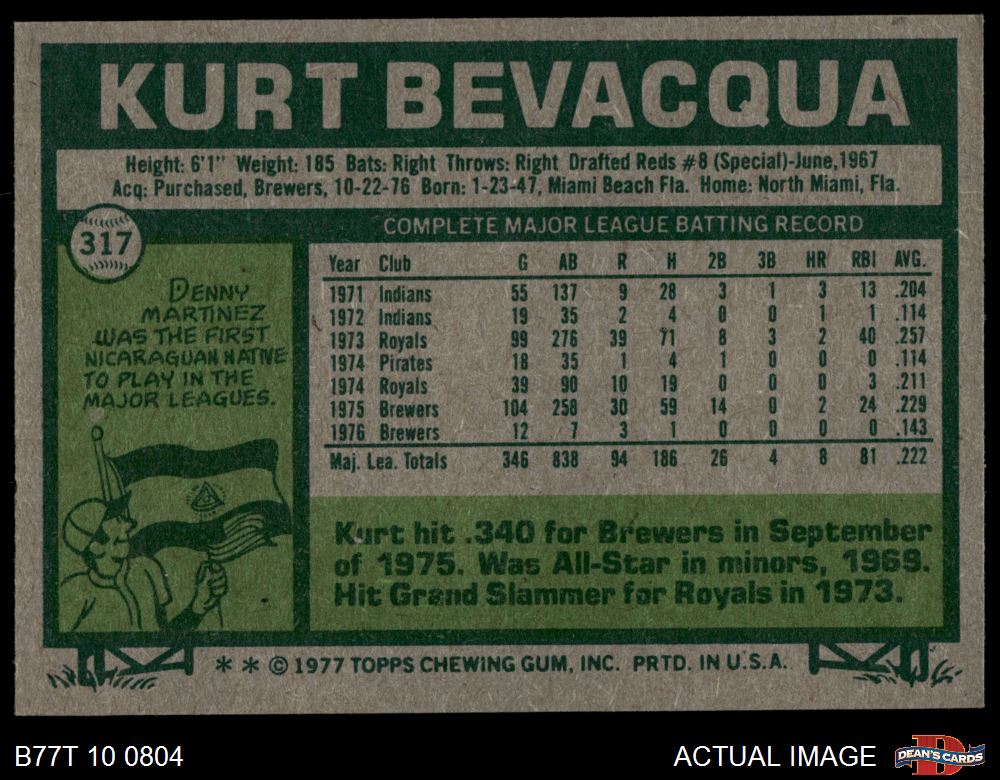 KURT BEVACQUA
Height: 6'1" Weight: 185 Bats: Right Throws: Right Drafted Reds #8 (Special)-June,1967
Acq: Purchased, Brewers, 10-22-76 Born: 1-23-47, Miami Beach Fla. Home: North Miami, Fla.
317
DENNY
MARTINEZ
WAS THE FIRST
NICARAGUAN NATIVE
TO PLAY IN THE
MAJOR LEAGUES.
COMPLETE MAJOR LEAGUE BATTING RECORD
Year Club G AB R H 2B 3B HR RBI AVG.
1971 Indians 55 137 9 28 3 1 3 13 .204
1972 Indians 19 35 2 4 0 0 1 1 .114
1973 Royals 99 276 39 71 8 3 2 40 .257
1974 Pirates 18 35 1 4 1 0 0 0 .114
1974 Royals 39 90 10 19 0 0 0 3 .211
1975 Brewers 104 258 30 59 14 0 2 24 .229
1976 Brewers 12 7 3 1 0 0 0 0 .143
Maj. Lea. Totals 346 838 94 186 26 4 8 81 .222
Kurt hit .340 for Brewers in September
of 1975. Was All-Star in minors, 1969.
Hit Grand Slammer for Royals in 1973.
* * © 1977 TOPPS CHEWING GUM, INC. PRTD. IN U.S.A.
B77T 10 0804
ACTUAL IMAGE
D
DEAN'S CARDS